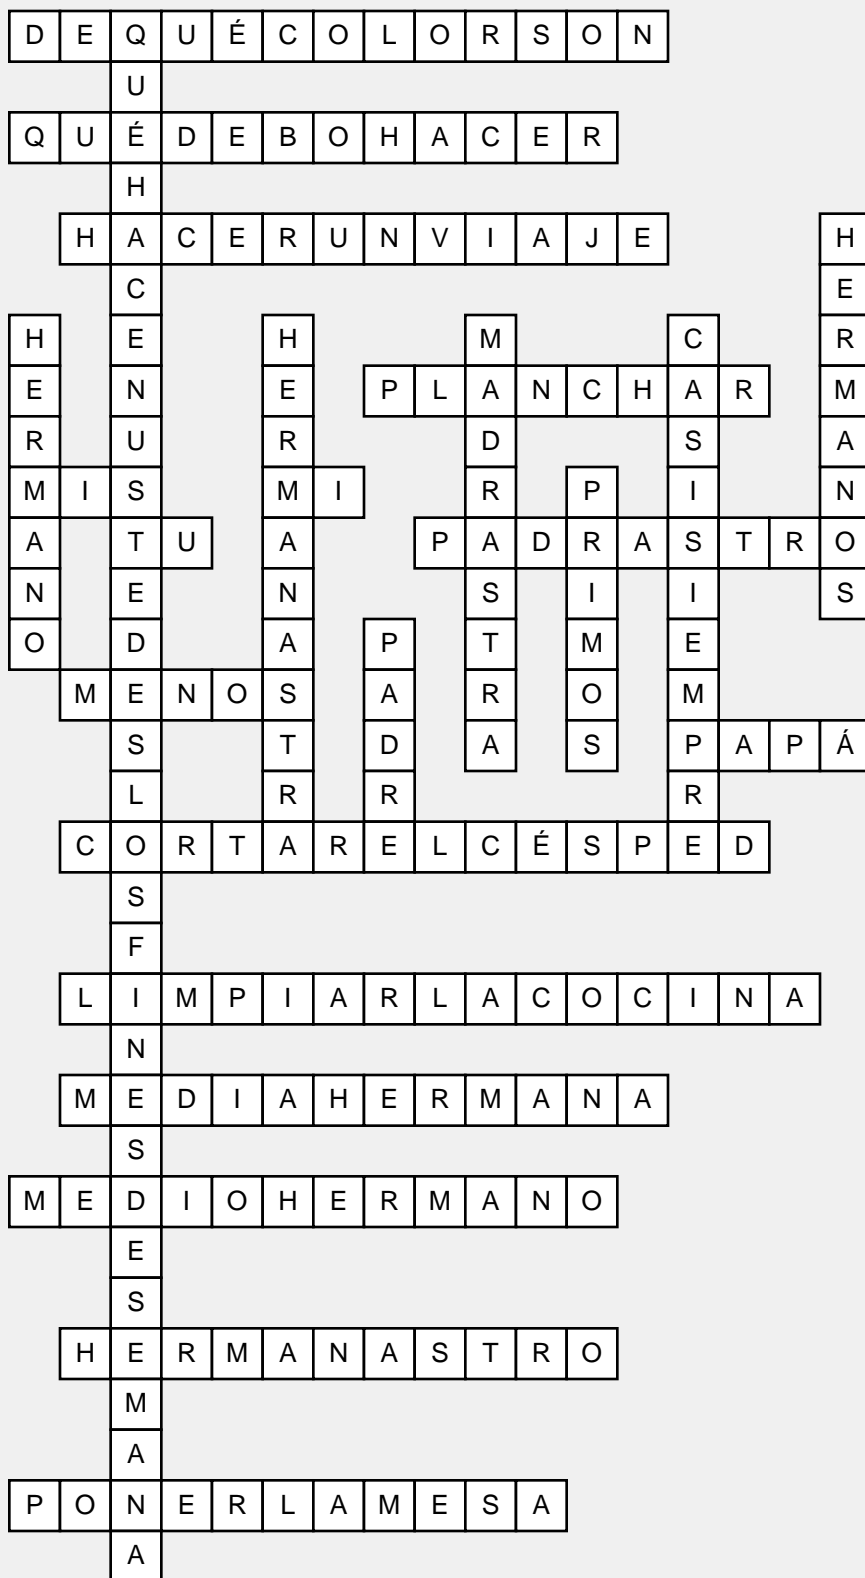 DEQUÉCOLORSON
QUÉHACENUSTEDESLOSFINESDESEMANA
QUÉDEBOHACER
HACERUNVIAJE
HERMANOS
HERMANO
HERMANASTRA
MADRASTRA
CASISIEMPRE
PLANCHAR
MIS
MI
PRIMOS
TU
PADRASTRO
PADRE
MENOS
PAPÁ
CORTARELCÉSPED
LIMPIARLACOCINA
MEDIAHERMANA
MEDIOHERMANO
HERMANASTRO
PONERLAMESA